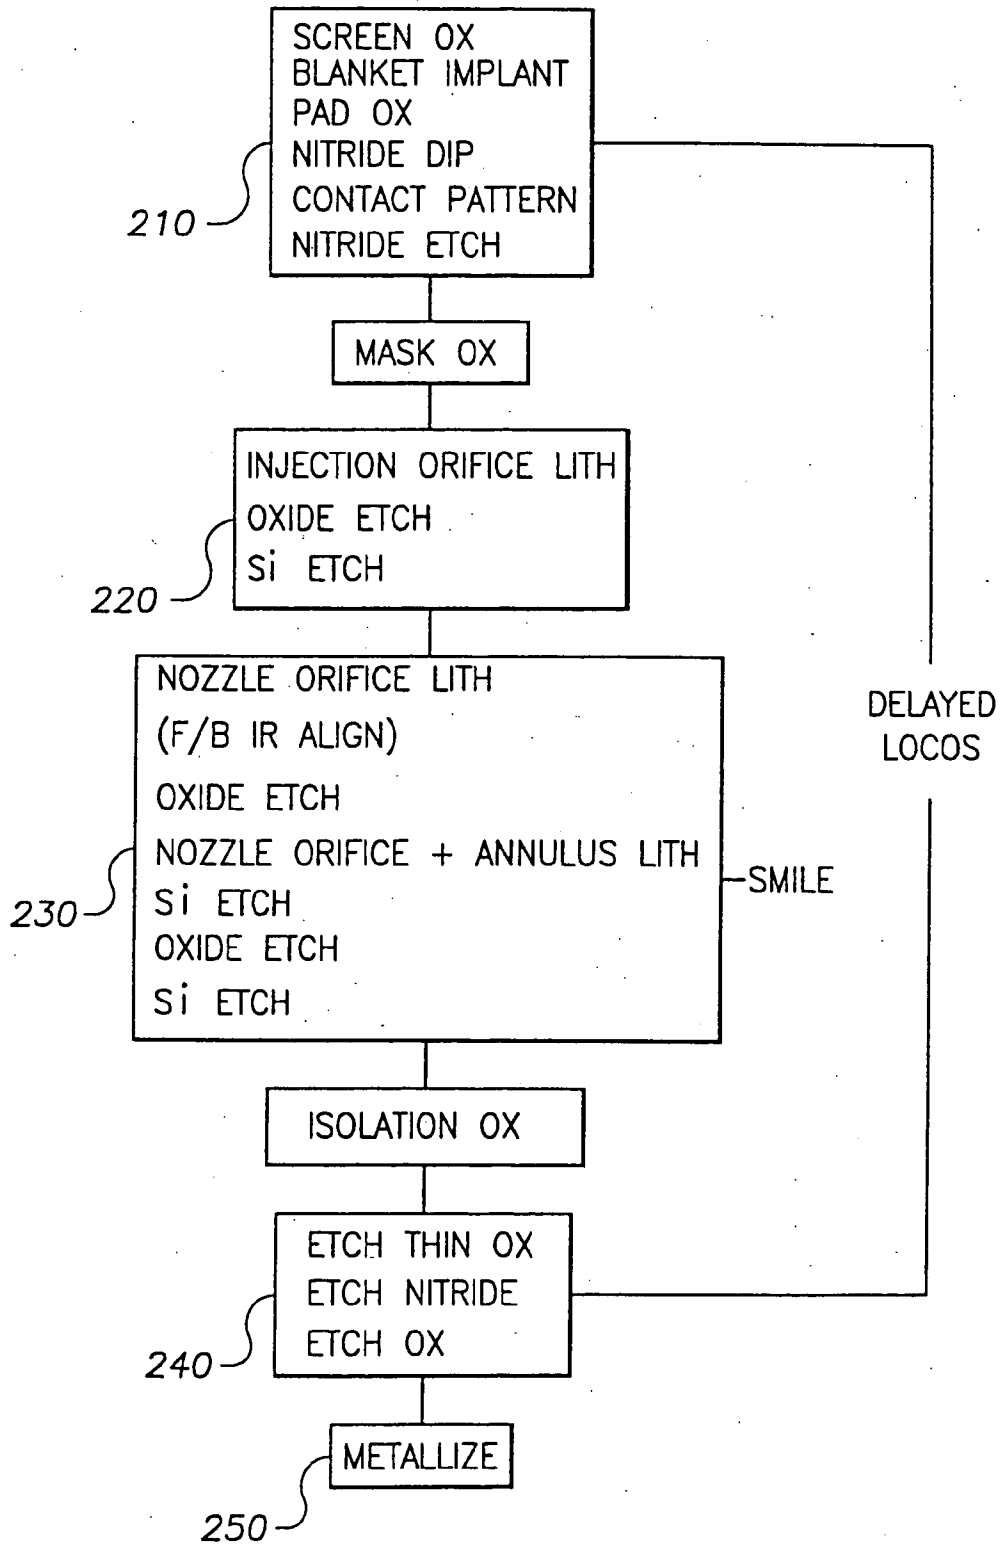 SCREEN OX
BLANKET IMPLANT
PAD OX
NITRIDE DIP
CONTACT PATTERN
NITRIDE ETCH
210
MASK OX
INJECTION ORIFICE LITH
OXIDE ETCH
Si ETCH
220
NOZZLE ORIFICE LITH
(F/B IR ALIGN)
OXIDE ETCH
NOZZLE ORIFICE + ANNULUS LITH
Si ETCH
OXIDE ETCH
Si ETCH
230
SMILE
DELAYED
LOCOS
ISOLATION OX
ETCH THIN OX
ETCH NITRIDE
ETCH OX
240
METALLIZE
250